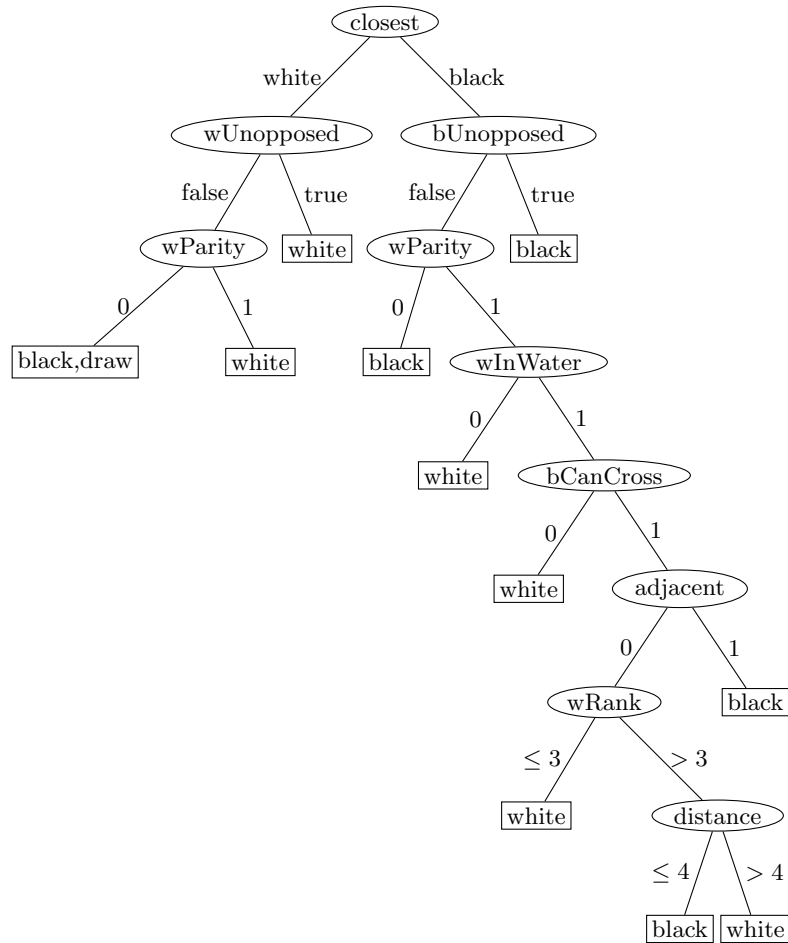 closest
white
black
wUnopposed
bUnopposed
false
true
false
true
wParity
white
wParity
black
0
1
0
1
black,draw
white
black
wInWater
0
1
white
bCanCross
0
1
white
adjacent
0
1
wRank
black
≤ 3
> 3
white
distance
≤ 4
> 4
black
white